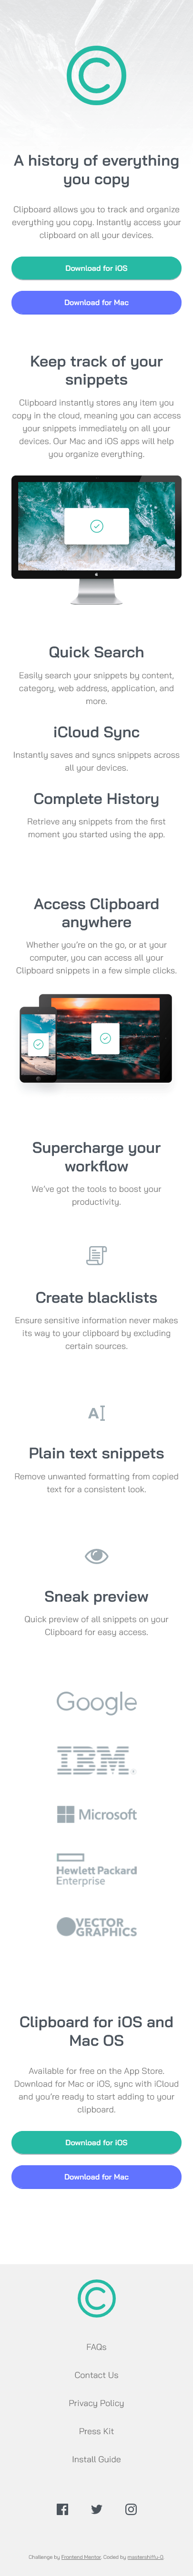 A history of everything
you copy
Clipboard allows you to track and organize
everything you copy. Instantly access your
clipboard on all your devices.
Download for iOS
Download for Mac
Keep track of your
snippets
Clipboard instantly stores any item you
copy in the cloud, meaning you can access
your snippets immediately on all your
devices. Our Mac and iOS apps will help
you organize everything.
Quick Search
Easily search your snippets by content,
category, web address, application, and
more.
iCloud Sync
Instantly saves and syncs snippets across
all your devices.
Complete History
Retrieve any snippets from the first
moment you started using the app.
Access Clipboard
anywhere
Whether you're on the go, or at your
computer, you can access all your
Clipboard snippets in a few simple clicks.
Supercharge your
workflow
We've got the tools to boost your
productivity.
Create blacklists
Ensure sensitive information never makes
its way to your clipboard by excluding
certain sources.
A
Plain text snippets
Remove unwanted formatting from copied
text for a consistent look.
Sneak preview
Quick preview of all snippets on your
Clipboard for easy access.
Google
IBM
Microsoft
Hewlett Packard
Enterprise
VECTOR
GRAPHICS
Clipboard for iOS and
Mac OS
Available for free on the App Store.
Download for Mac or iOS, sync with iCloud
and you're ready to start adding to your
clipboard.
Download for iOS
Download for Mac
FAQs
Contact Us
Privacy Policy
Press Kit
Install Guide
Challenge by Frontend Mentor. Coded by